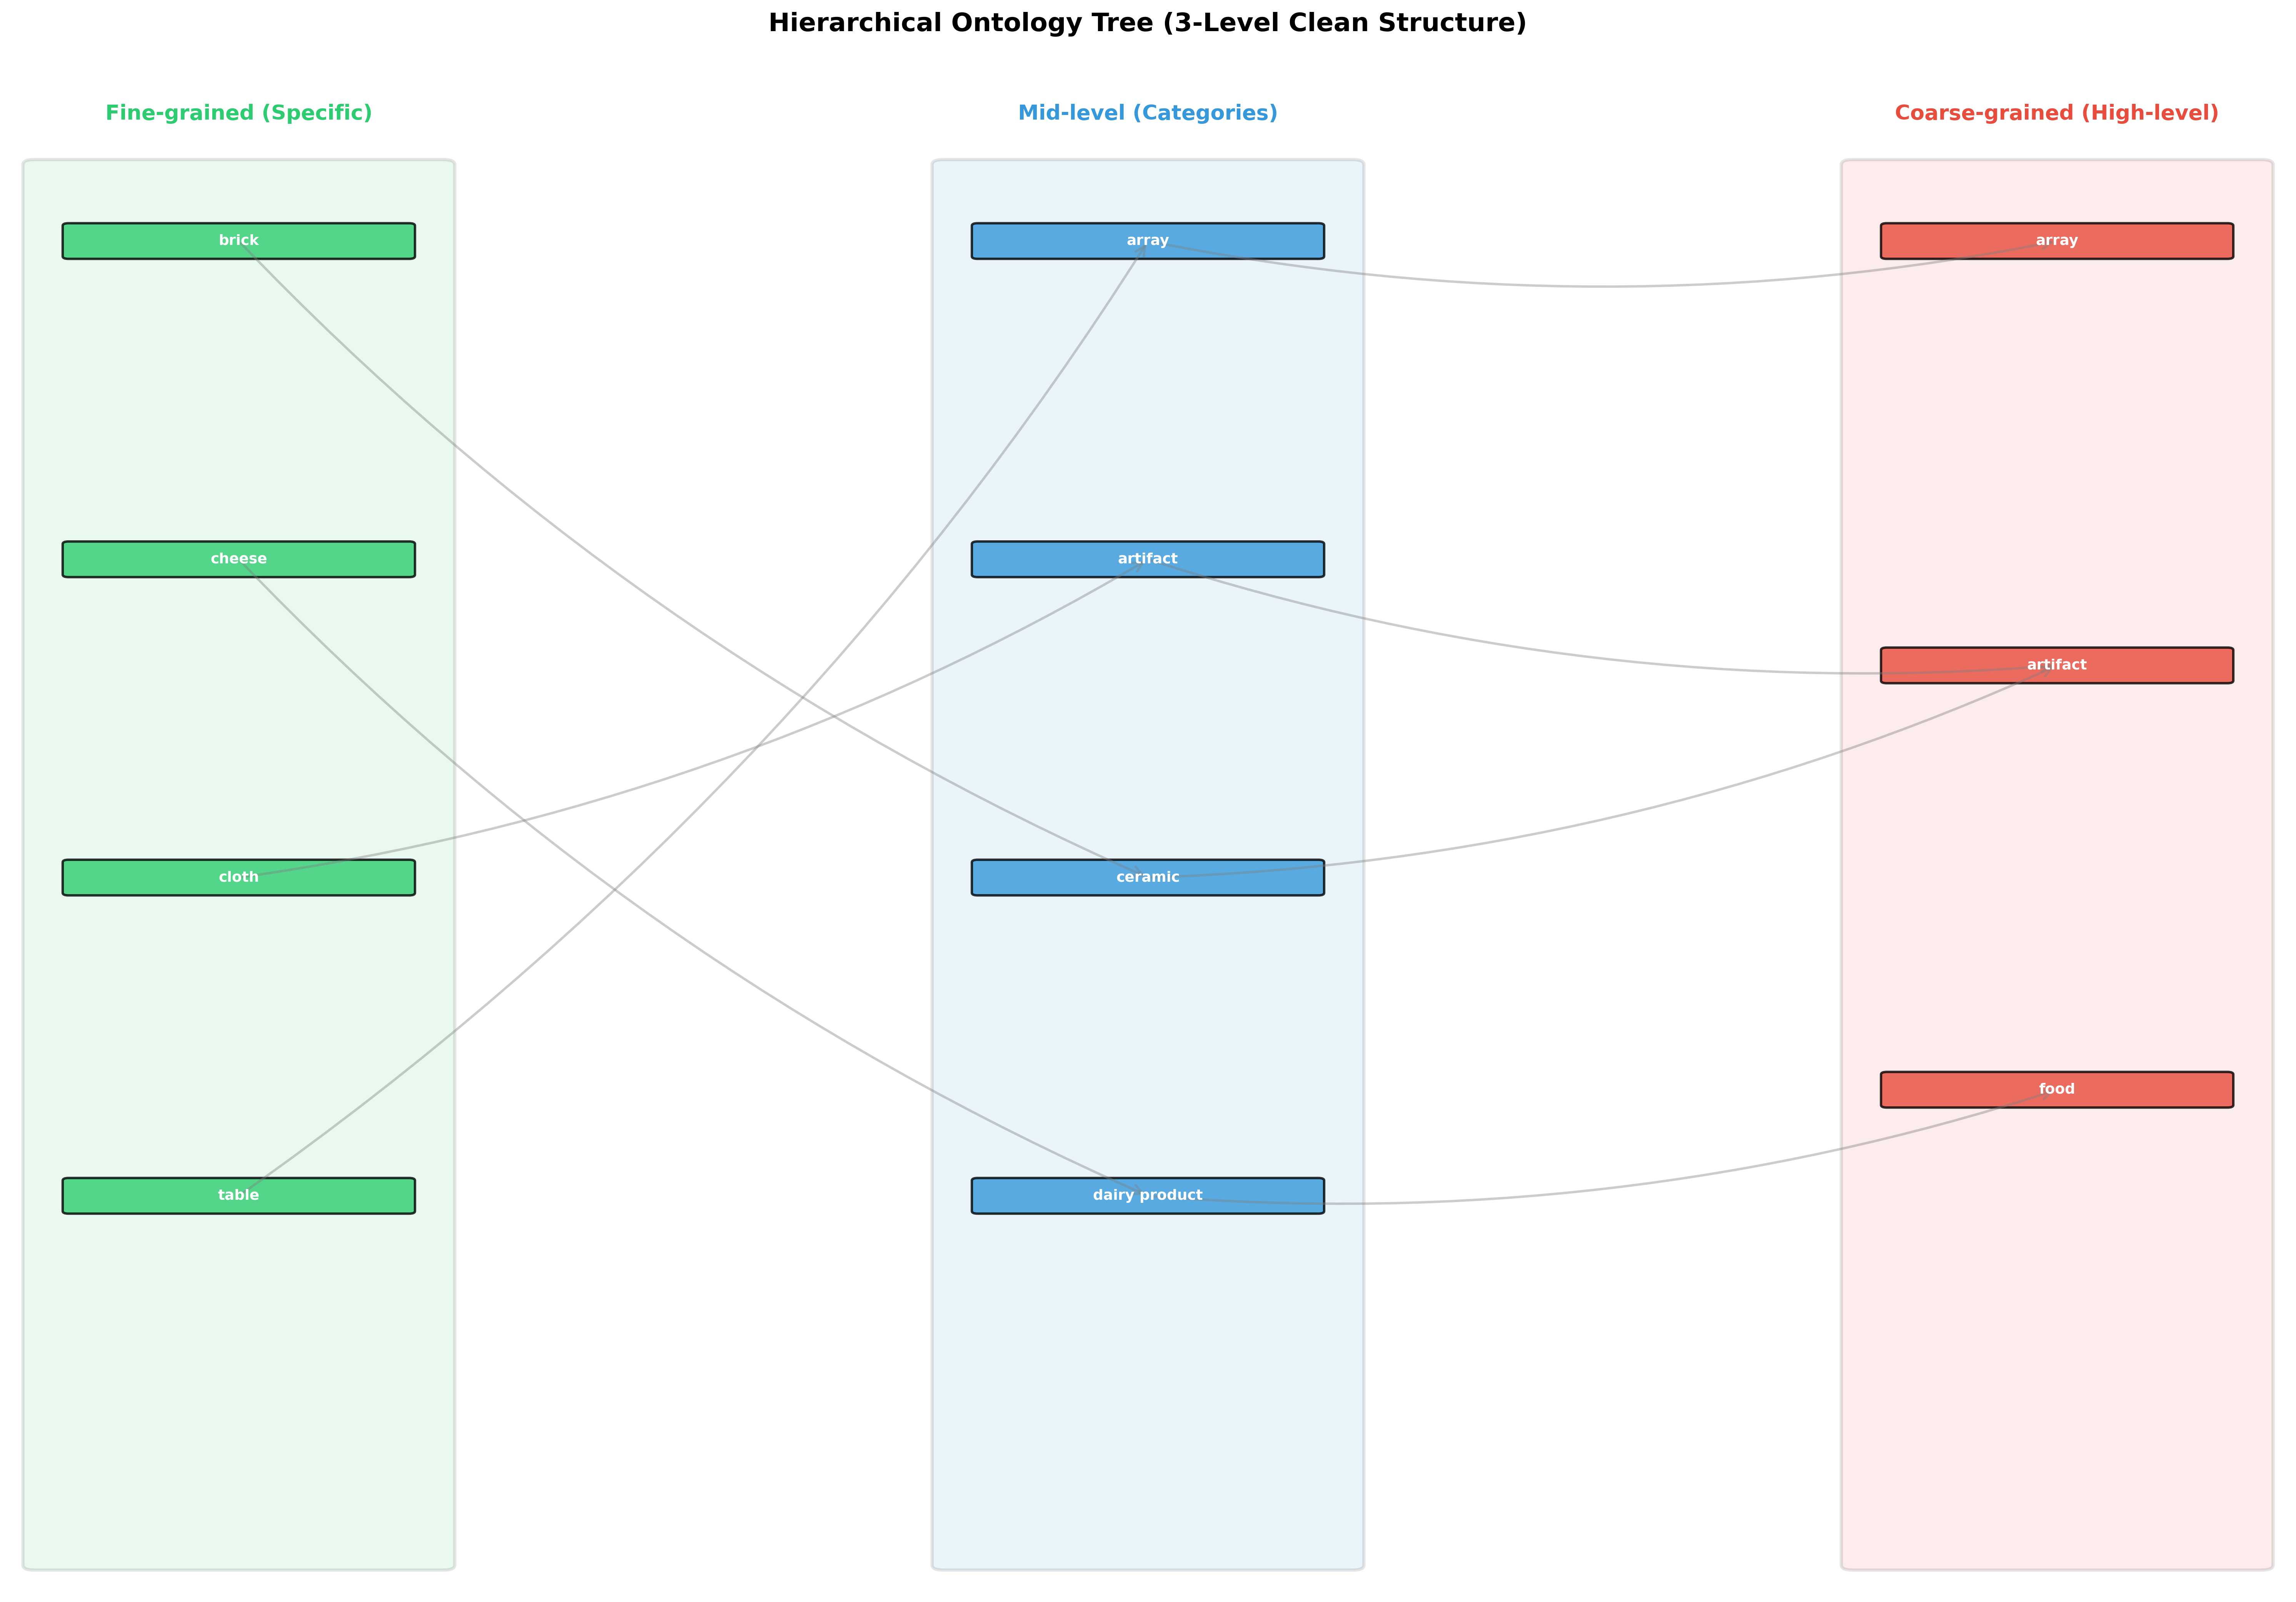 Hierarchical Ontology Tree (3-Level Clean Structure)
Fine-grained (Specific)
Mid-level (Categories)
Coarse-grained (High-level)
brick
array
array
cheese
artifact
artifact
cloth
ceramic
food
table
dairy product